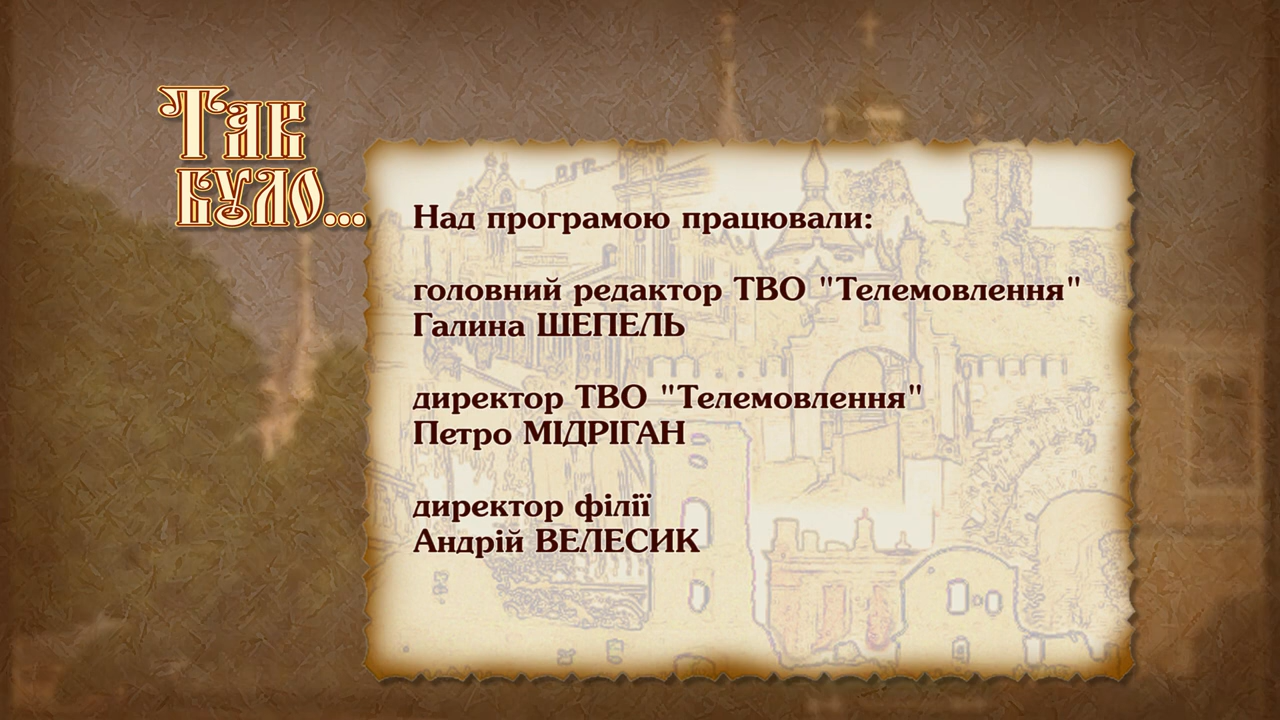 Так
було...
Над програмою працювали:
головний редактор ТВО "Телемовлення"
Галина ШЕПЕЛЬ
директор ТВО "Телемовлення"
Петро МІДРІГАН
директор філії
Андрій ВЕЛЕСИК